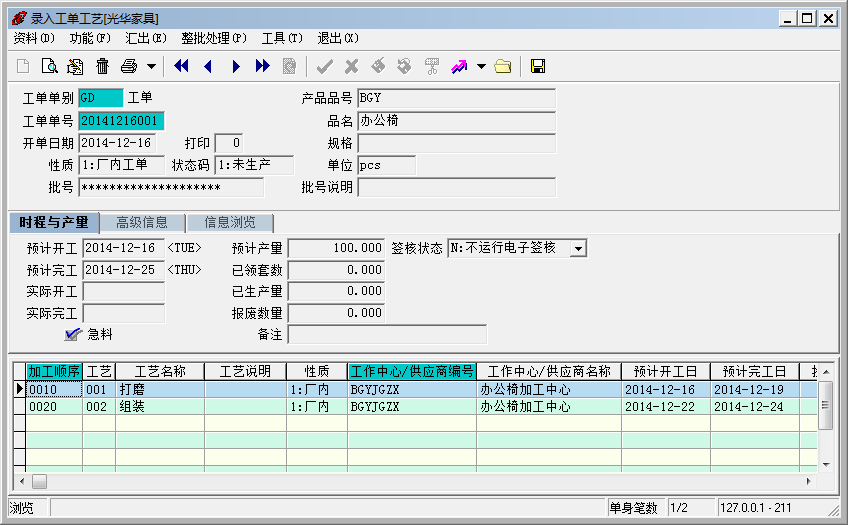 录入工单工艺[光华家具]
资料(D) 功能(F) 汇出(E) 整批处理(P) 工具(T) 退出(X)
工单单别 GD 工单 产品品号 BGY
工单单号 20141216001 品名 办公椅
开单日期 2014-12-16 打印 0 规格
性质 1:厂内工单 状态码 1:未生产 单位 pcs
批号 ******************** 批号说明
时程与产量 高级信息 信息浏览
预计开工 2014-12-16 <TUE> 预计产量 100.000 签核状态 N:不运行电子签核
预计完工 2014-12-25 <THU> 已领套数 0.000
实际开工 已生产量 0.000
实际完工 报废数量 0.000
急料 备注
加工顺序 工艺 工艺名称 工艺说明 性质 工作中心/供应商编号 工作中心/供应商名称 预计开工日 预计完工日
0010 001 打磨 1:厂内 BGYJGZX 办公椅加工中心 2014-12-16 2014-12-19
0020 002 组装 1:厂内 BGYJGZX 办公椅加工中心 2014-12-22 2014-12-24
浏览 单身笔数 1/2 127.0.0.1 - 211